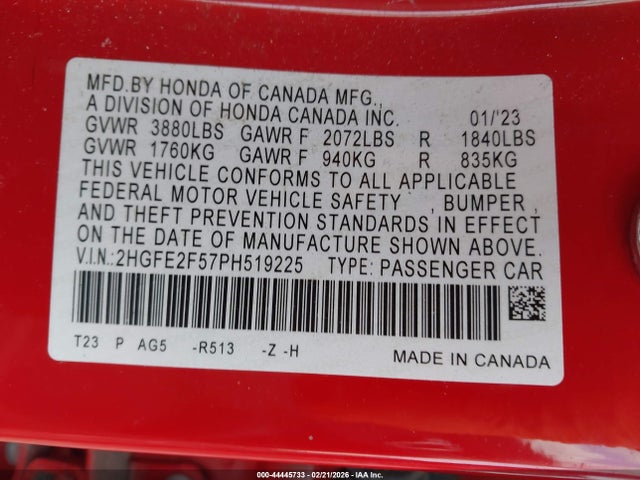 MFD.BY HONDA OF CANADA MFG.,
A DIVISION OF HONDA CANADA INC. 01/'23
GVWR 3880LBS GAWR F 2072LBS R 1840LBS
GVWR 1760KG GAWR F 940KG R 835KG
THIS VEHICLE CONFORMS TO ALL APPLICABLE
FEDERAL MOTOR VEHICLE SAFETY , BUMPER ,
AND THEFT PREVENTION STANDARDS IN EFFECT
ON THE DATE OF MANUFACTURE SHOWN ABOVE.
V.I.N.:2HGFE2F57PH519225 TYPE: PASSENGER CAR
T23 P AG5 -R513 -Z -H MADE IN CANADA
000-44445733 - 02/21/2026 - IAA Inc.